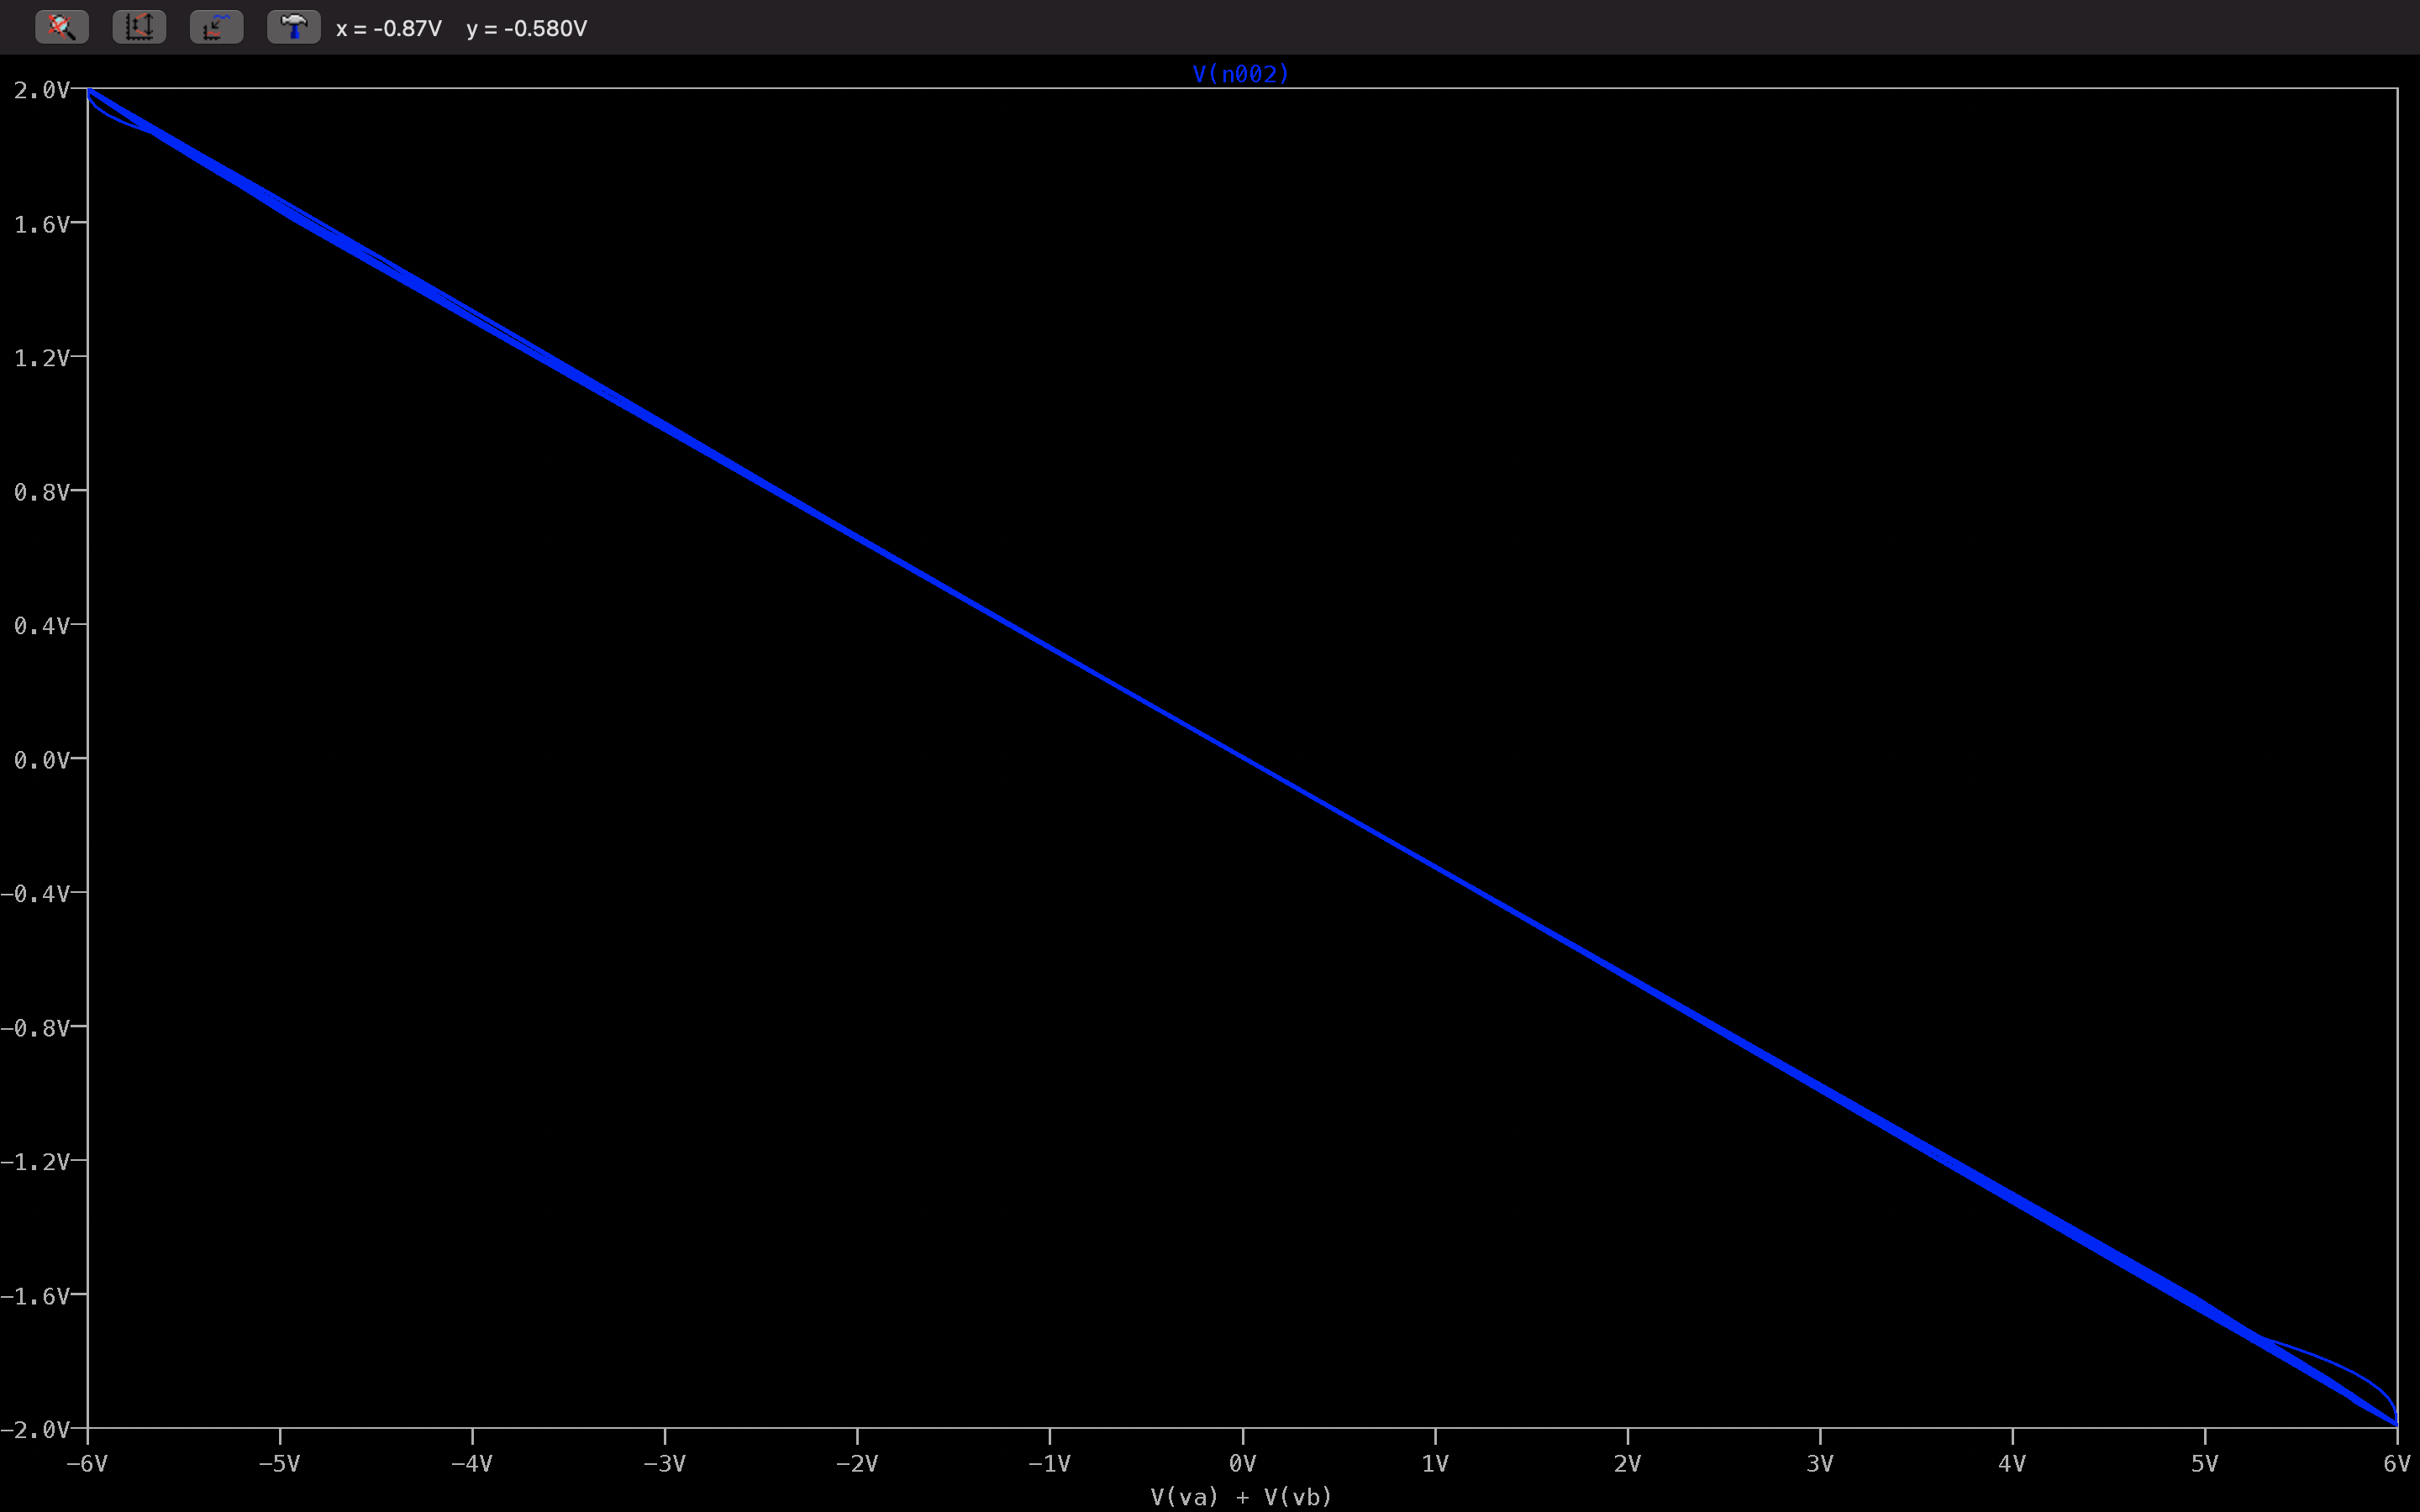 x = -0.87V    y = -0.580V
V(n002)
2.0V
1.6V
1.2V
0.8V
0.4V
0.0V
−0.4V
−0.8V
−1.2V
−1.6V
−2.0V
−6V −5V −4V −3V −2V −1V 0V 1V 2V 3V 4V 5V 6V
V(va) + V(vb)